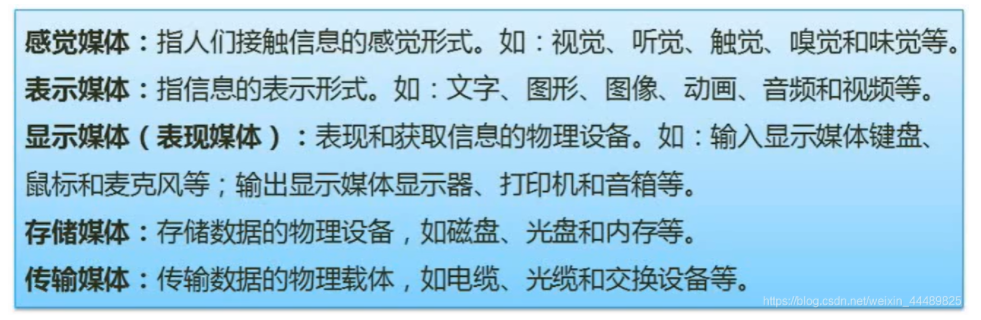 感觉媒体：指人们接触信息的感觉形式。如：视觉、听觉、触觉、嗅觉和味觉等。
表示媒体：指信息的表示形式。如：文字、图形、图像、动画、音频和视频等。
显示媒体（表现媒体）：表现和获取信息的物理设备。如：输入显示媒体键盘、
鼠标和麦克风等；输出显示媒体显示器、打印机和音箱等。
存储媒体：存储数据的物理设备，如磁盘、光盘和内存等。
传输媒体：传输数据的物理载体，如电缆、光缆和交换设备等。
https://blog.csdn.net/weixin_44489825